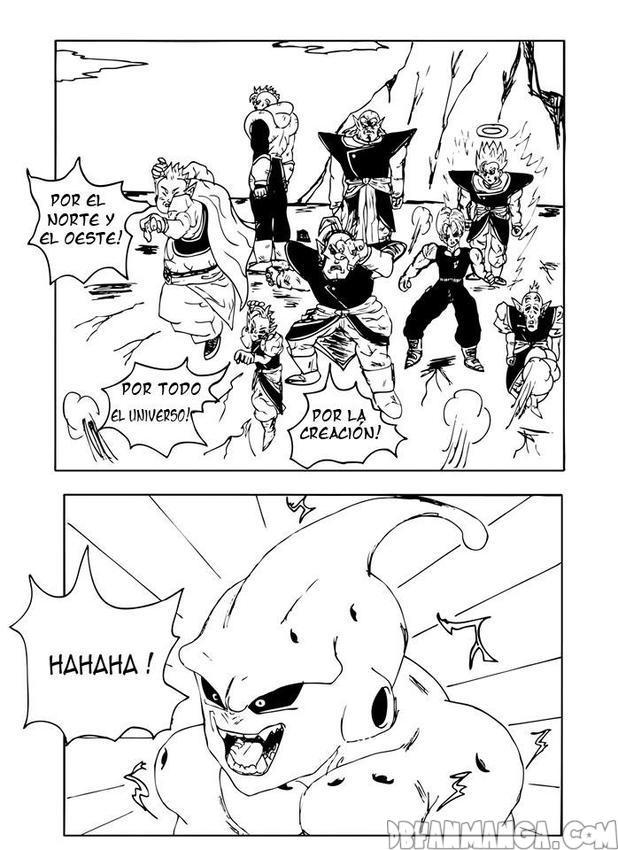 POR EL
NORTE Y
EL OESTE!
POR TODO
EL UNIVERSO!
POR LA
CREACIÓN!
HAHAHA !
DBFANMANGA.COM